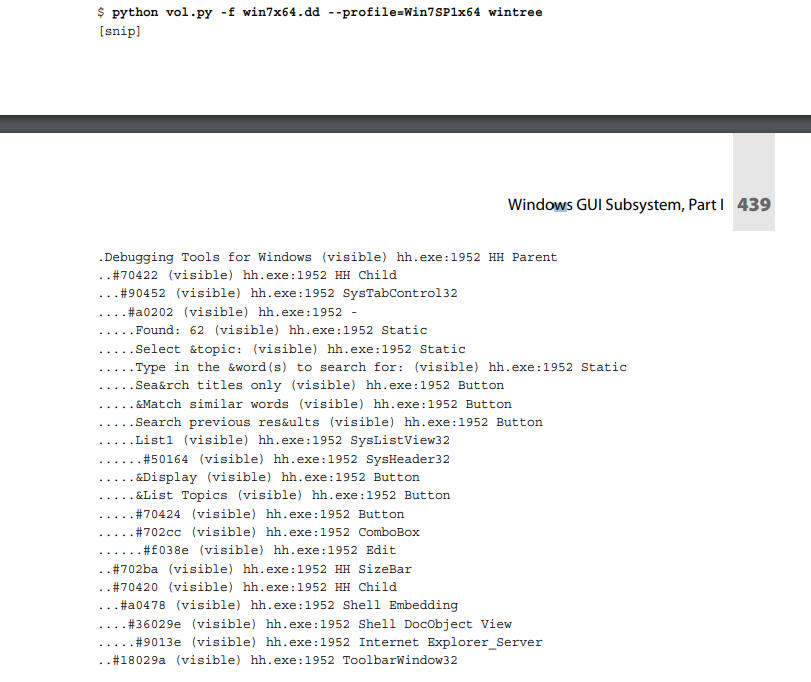 $ python vol.py -f win7x64.dd --profile=Win7SP1x64 wintree
[snip]
Windows GUI Subsystem, Part I 439
.Debugging Tools for Windows (visible) hh.exe:1952 HH Parent
..#70422 (visible) hh.exe:1952 HH Child
...#90452 (visible) hh.exe:1952 SysTabControl32
....#a0202 (visible) hh.exe:1952 -
.....Found: 62 (visible) hh.exe:1952 Static
.....Select &topic: (visible) hh.exe:1952 Static
.....Type in the &word(s) to search for: (visible) hh.exe:1952 Static
.....Sea&rch titles only (visible) hh.exe:1952 Button
.....&Match similar words (visible) hh.exe:1952 Button
.....Search previous res&ults (visible) hh.exe:1952 Button
.....List1 (visible) hh.exe:1952 SysListView32
......#50164 (visible) hh.exe:1952 SysHeader32
.....&Display (visible) hh.exe:1952 Button
.....&List Topics (visible) hh.exe:1952 Button
.....#70424 (visible) hh.exe:1952 Button
.....#702cc (visible) hh.exe:1952 ComboBox
......#f038e (visible) hh.exe:1952 Edit
..#702ba (visible) hh.exe:1952 HH SizeBar
..#70420 (visible) hh.exe:1952 HH Child
...#a0478 (visible) hh.exe:1952 Shell Embedding
....#36029e (visible) hh.exe:1952 Shell DocObject View
.....#9013e (visible) hh.exe:1952 Internet Explorer_Server
..#18029a (visible) hh.exe:1952 ToolbarWindow32